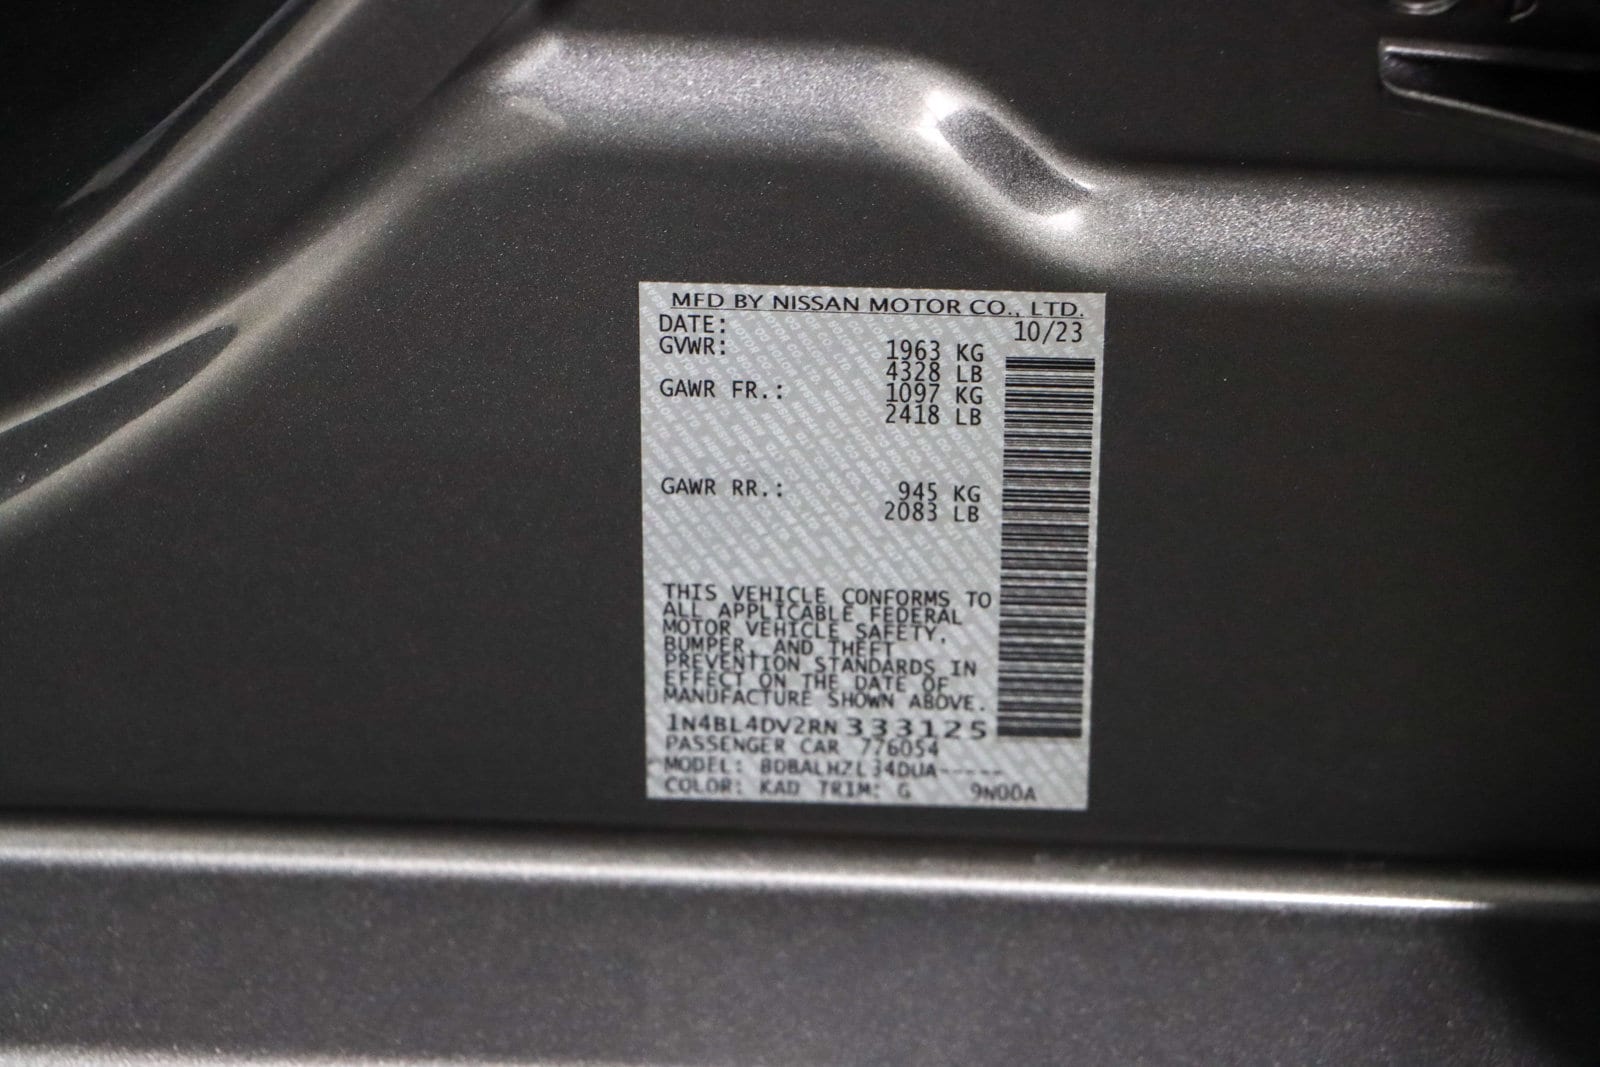 MFD BY NISSAN MOTOR CO., LTD.
DATE: 10/23
GVWR: 1963 KG
4328 LB
GAWR FR.: 1097 KG
2418 LB
GAWR RR.: 945 KG
2083 LB
THIS VEHICLE CONFORMS TO
ALL APPLICABLE FEDERAL
MOTOR VEHICLE SAFETY,
BUMPER, AND THEFT
PREVENTION STANDARDS IN
EFFECT ON THE DATE OF
MANUFACTURE SHOWN ABOVE.
1N4BL4DV2RN333125
PASSENGER CAR 776054
MODEL:
COLOR: KAD TRIM: G 9N00A